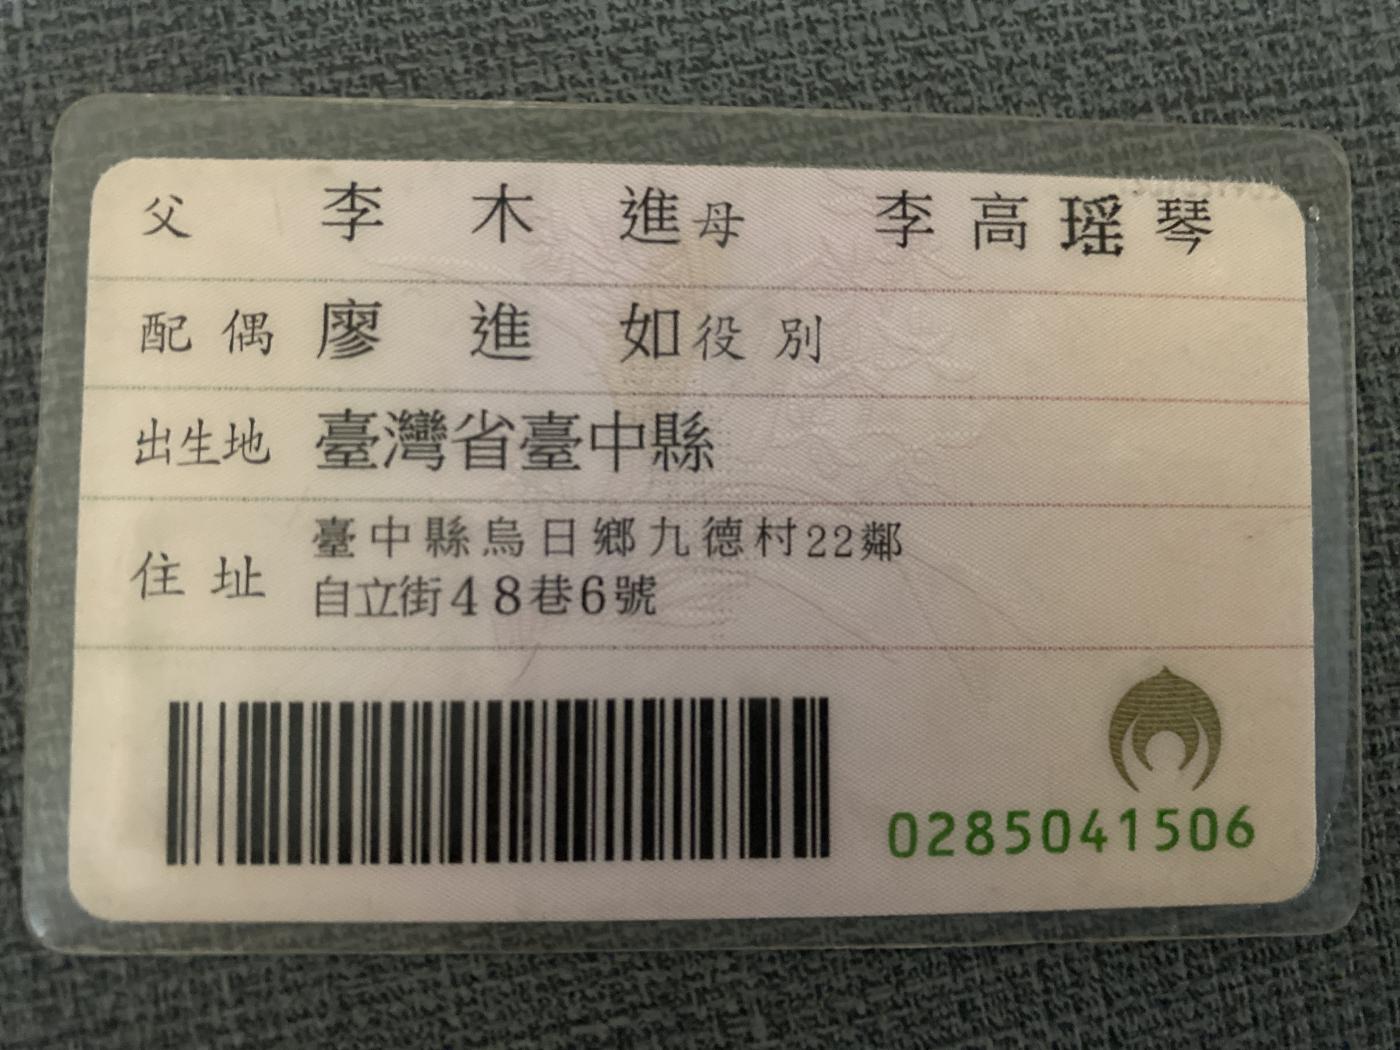 父 李木進 母 李高瑶琴
配偶 廖進如 役別
出生地 臺灣省臺中縣
住址 臺中縣烏日鄉九德村22鄰
自立街48巷6號
0285041506